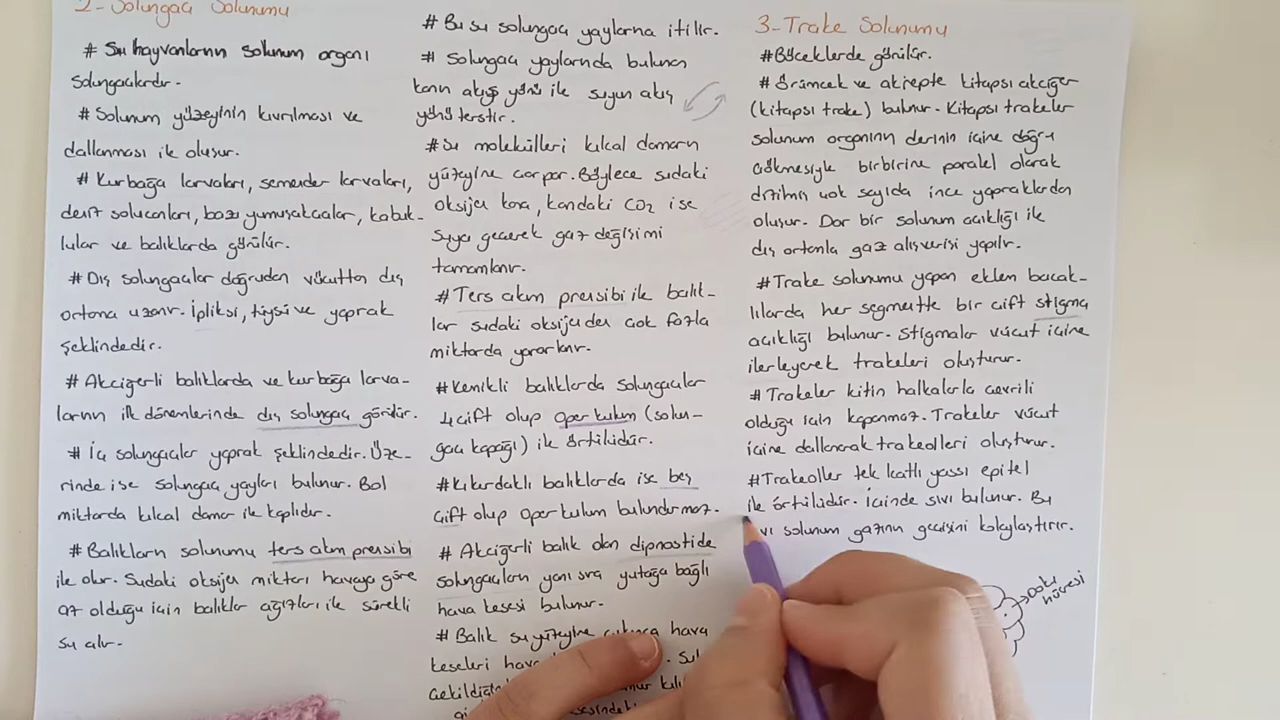 2- Solungaç Solunumu
# Su hayvanlarının solunum organı
solungaçlardır.
# Solunum yüzeyinin kıvrılması ve
dallanması ile oluşur.
# Kurbağa larvaları, semender larvaları,
deniz solucanları, bazı yumuşakçalar, kabuk-
lular ve balıklarda görülür.
# Dış solungaçlar doğrudan vücuttan dış
ortama uzanır. İpliksi, tüysü ve yaprak
şeklindedir.
# Akciğerli balıklarda ve kurbağa larva-
larının ilk dönemlerinde dış solungaç görülür.
# İç solungaçlar yaprak şeklindedir. Üze-
rinde ise solungaç yayları bulunur. Bol
miktarda kılcal damar ile kaplıdır.
# Balıkların solunumu ters akım prensibi
ile olur. Sudaki oksijen miktarı havaya göre
az olduğu için balıklar ağızları ile sürekli
su alır.
# Bu su solungaç yaylarına itilir.
# Solungaç yaylarında bulunan
kanın akış yönü ile suyun akış
yönü terstir.
# Su molekülleri kılcal damarın
yüzeyine çarpar. Böylece sudaki
oksijen kana, kandaki CO2 ise
suya geçerek gaz değişimi
tamamlanır.
# Ters akım prensibi ile balık-
lar sudaki oksijenden çok fazla
miktarda yararlanır.
# Kemikli balıklarda solungaçlar
4 çift olup operkulum (solun-
gaç kapağı) ile örtülüdür.
# Kıkırdaklı balıklarda ise beş
çift olup operkulum bulundurmaz.
# Akciğerli balık olan dipnoslide
solungaçların yanı sıra yutağa bağlı
hava kesesi bulunur.
# Balık su yüzeyine çıkınca hava
keseleri
3- Trake Solunumu
# Böceklerde görülür.
# Örümcek ve akrepte kitapsı akciğer
(kitapsı trake) bulunur. Kitapsı trakeler
solunum organının derinin içine doğru
çökmesiyle birbirine paralel olarak
dizilmiş çok sayıda ince yapraklardan
oluşur. Dar bir solunum açıklığı ile
dış ortamla gaz alışverişi yapılır.
# Trake solunumu yapan eklem bacak-
lılarda her segmentte bir çift stigma
açıklığı bulunur. Stigmalar vücut içine
ilerleyerek trakeleri oluşturur.
# Trakeler kitin halkalarla çevrili
olduğu için kapanmaz. Trakeler vücut
içine dallanarak trakeolleri oluşturur.
# Trakeoller tek katlı yassı epitel
ile örtülüdür. İçinde sıvı bulunur. Bu
solunum gazının geçişini kolaylaştırır.
Doku
hücresi